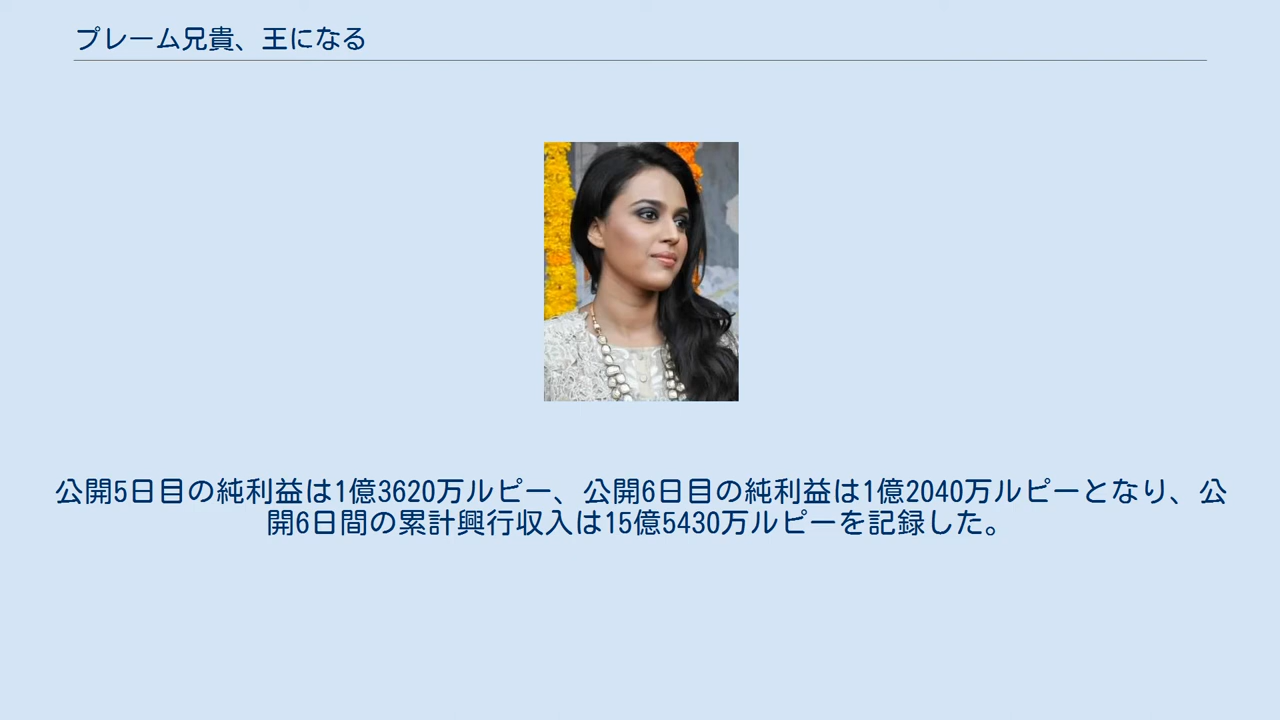 プレーム兄貴、王になる
公開5日目の純利益は1億3620万ルピー、公開6日目の純利益は1億2040万ルピーとなり、公
開6日間の累計興行収入は15億5430万ルピーを記録した。